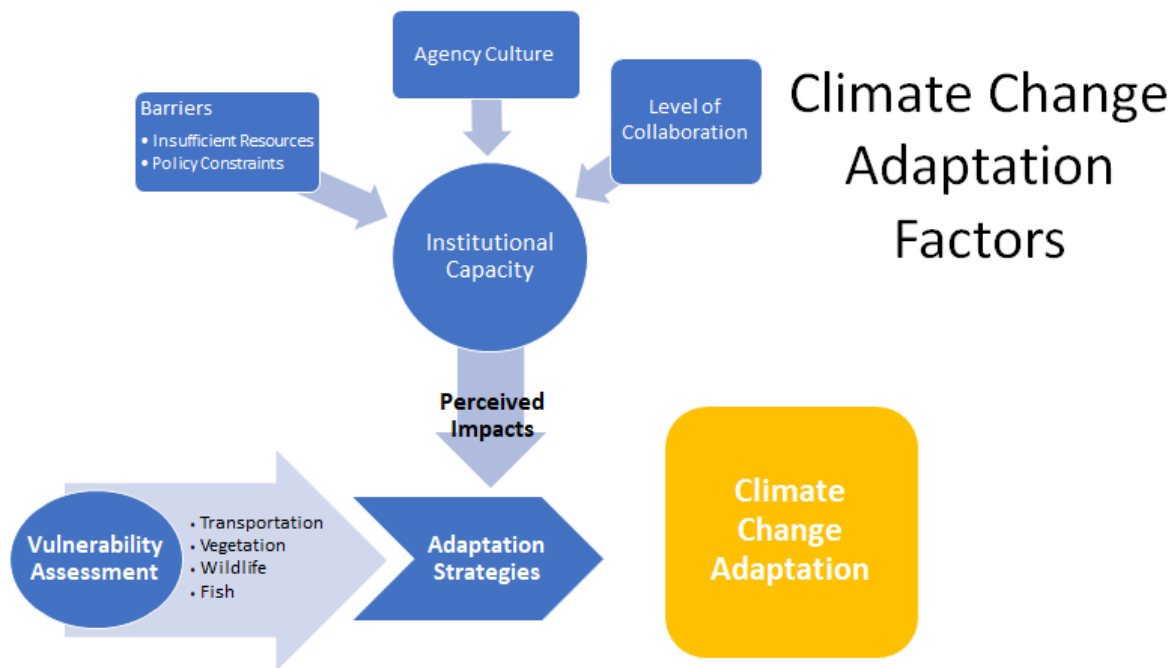 Climate Change
Adaptation
Factors
Agency Culture
Barriers
• Insufficient Resources
• Policy Constraints
Level of
Collaboration
Institutional
Capacity
Perceived
Impacts
Vulnerability
Assessment
• Transportation
• Vegetation
• Wildlife
• Fish
Adaptation
Strategies
Climate
Change
Adaptation